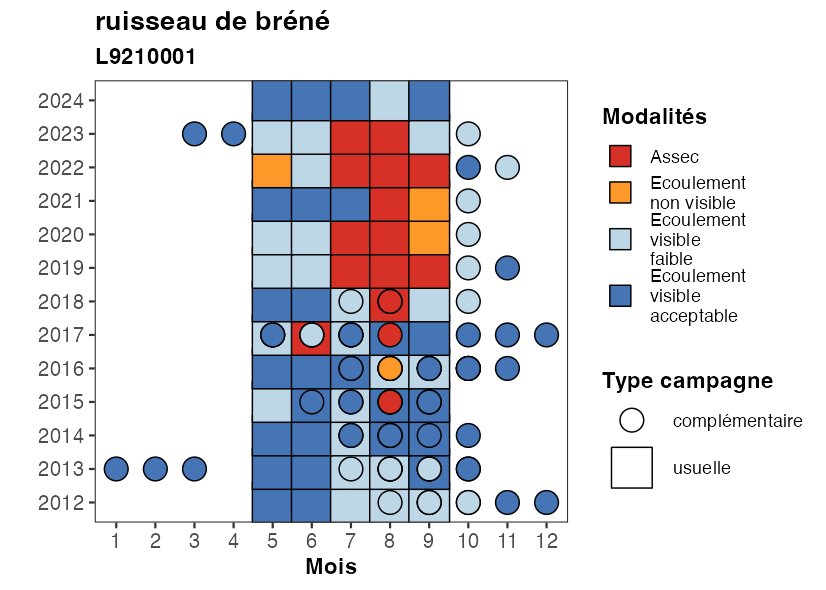 ruisseau de bréné
L9210001
2024
2023
2022
2021
2020
2019
2018
2017
2016
2015
2014
2013
2012
1 2 3 4 5 6 7 8 9 10 11 12
Mois
Modalités
Assec
Ecoulement
non visible
Ecoulement
visible
faible
Ecoulement
visible
acceptable
Type campagne
complémentaire
usuelle